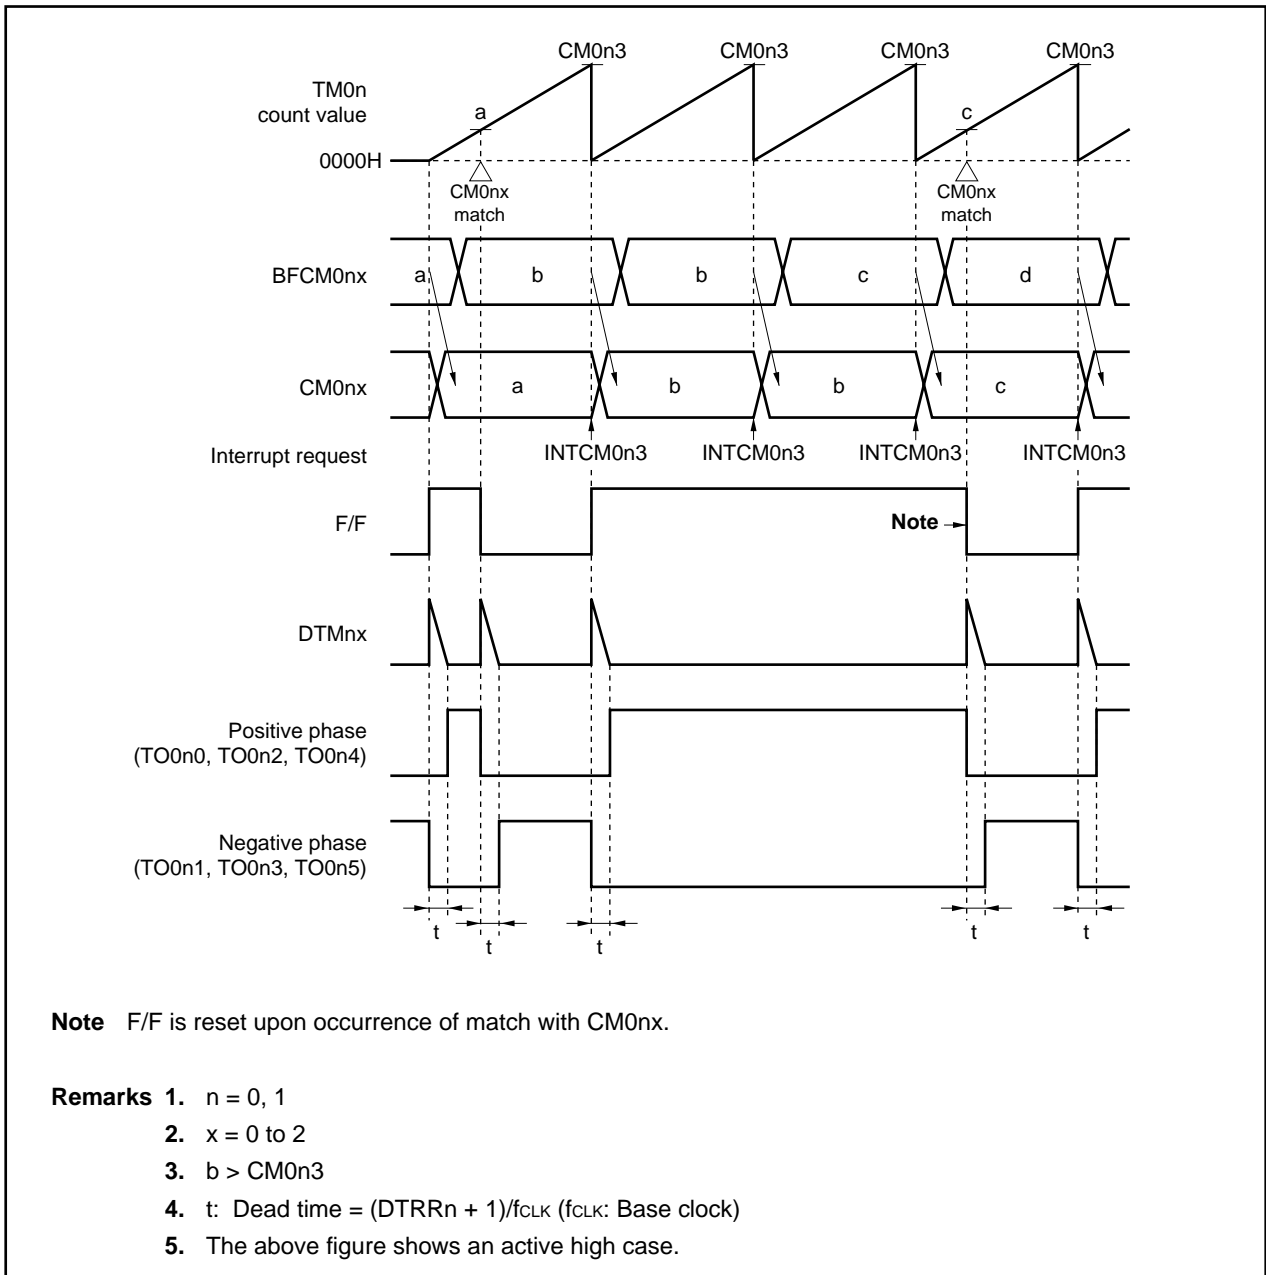 CM0n3 CM0n3 CM0n3 CM0n3
TM0n
count value
a c
0000H
CM0nx
match
CM0nx
match
BFCM0nx a b b c d
CM0nx a b b c
Interrupt request INTCM0n3 INTCM0n3 INTCM0n3 INTCM0n3
F/F Note
DTMnx
Positive phase
(TO0n0, TO0n2, TO0n4)
Negative phase
(TO0n1, TO0n3, TO0n5)
t t t t t
Note F/F is reset upon occurrence of match with CM0nx.
Remarks 1. n = 0, 1
2. x = 0 to 2
3. b > CM0n3
4. t: Dead time = (DTRRn + 1)/fCLK (fCLK: Base clock)
5. The above figure shows an active high case.